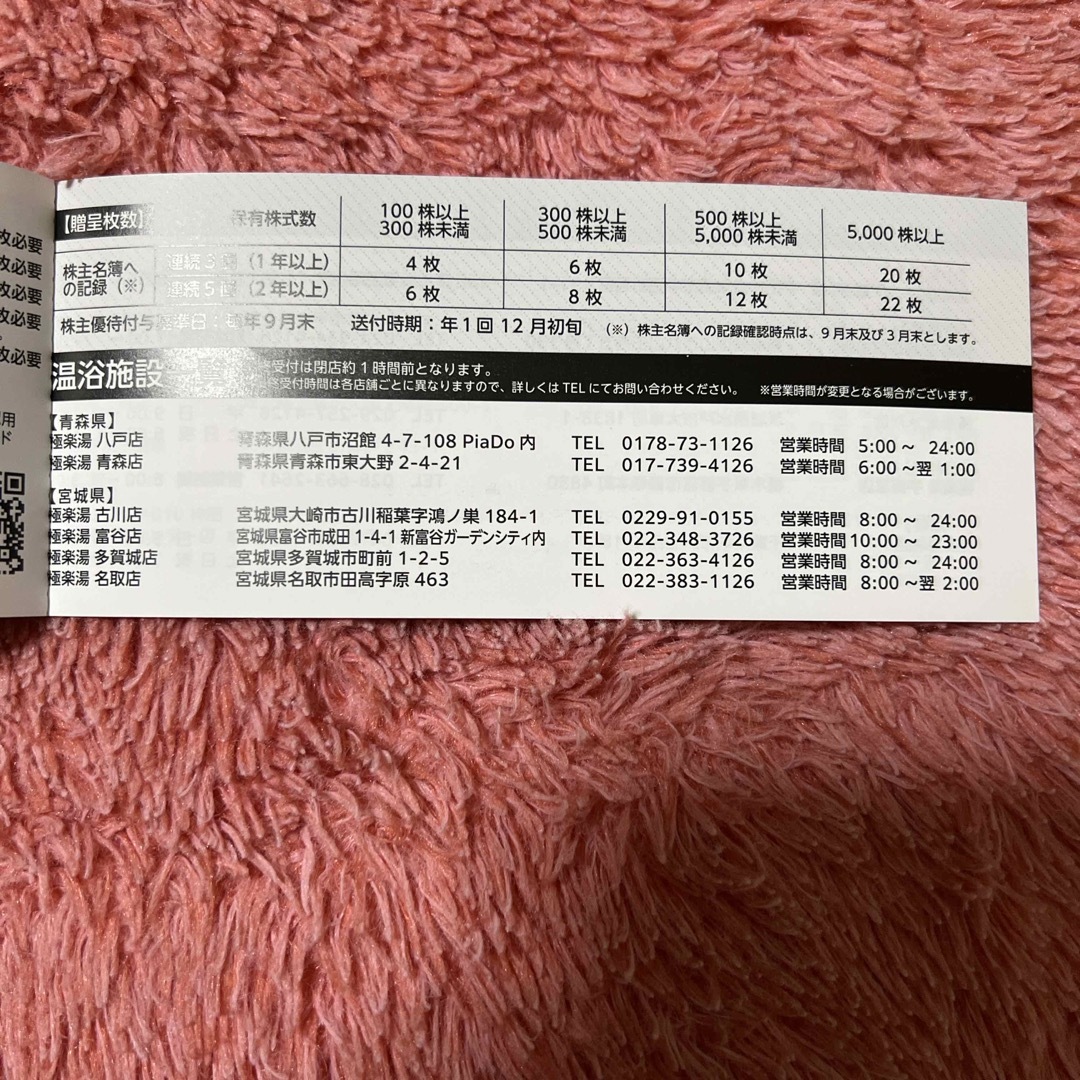 枚必要
枚必要
枚必要
枚必要
枚必要
用
ド
【贈呈枚数】 保有株式数 100 株以上 300 株未満 300 株以上 500 株未満 500 株以上 5,000 株未満 5,000 株以上
株主名簿への記録(※) 連続3回(1年以上) 4 枚 6 枚 10 枚 20 枚
連続5回(2年以上) 6 枚 8 枚 12 枚 22 枚
株主優待付与基準日:毎年9月末 送付時期:年1回 12 月初旬 (※)株主名簿への記録確認時点は、9月末及び3月末とします。
温浴施設 受付は閉店約1時間前となります。
受付時間は各店舗ごとに異なりますので、詳しくは TEL にてお問い合わせください。 ※営業時間が変更となる場合がございます。
【青森県】
極楽湯 八戸店 青森県八戸市沼館 4-7-108 PiaDo 内 TEL 0178-73-1126 営業時間 5:00 ~ 24:00
極楽湯 青森店 青森県青森市東大野 2-4-21 TEL 017-739-4126 営業時間 6:00 ~翌 1:00
【宮城県】
極楽湯 古川店 宮城県大崎市古川稲葉字鴻ノ巣 184-1 TEL 0229-91-0155 営業時間 8:00 ~ 24:00
極楽湯 富谷店 宮城県富谷市成田 1-4-1 新富谷ガーデンシティ内 TEL 022-348-3726 営業時間 10:00 ~ 23:00
極楽湯 多賀城店 宮城県多賀城市町前 1-2-5 TEL 022-363-4126 営業時間 8:00 ~ 24:00
極楽湯 名取店 宮城県名取市田高字原 463 TEL 022-383-1126 営業時間 8:00 ~翌 2:00